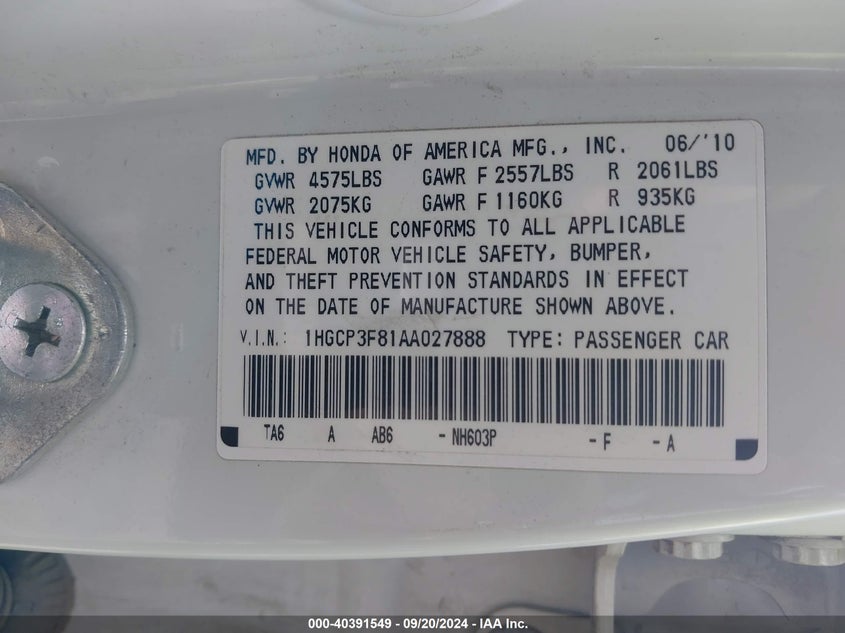 MFD. BY HONDA OF AMERICA MFG., INC. 06/'10
GVWR 4575LBS GAWR F 2557LBS R 2061LBS
GVWR 2075KG GAWR F 1160KG R 935KG
THIS VEHICLE CONFORMS TO ALL APPLICABLE
FEDERAL MOTOR VEHICLE SAFETY, BUMPER,
AND THEFT PREVENTION STANDARDS IN EFFECT
ON THE DATE OF MANUFACTURE SHOWN ABOVE.
V.I.N.: 1HGCP3F81AA027888 TYPE: PASSENGER CAR
TA6 A AB6 -NH603P -F -A
000-40391549 - 09/20/2024 - IAA Inc.